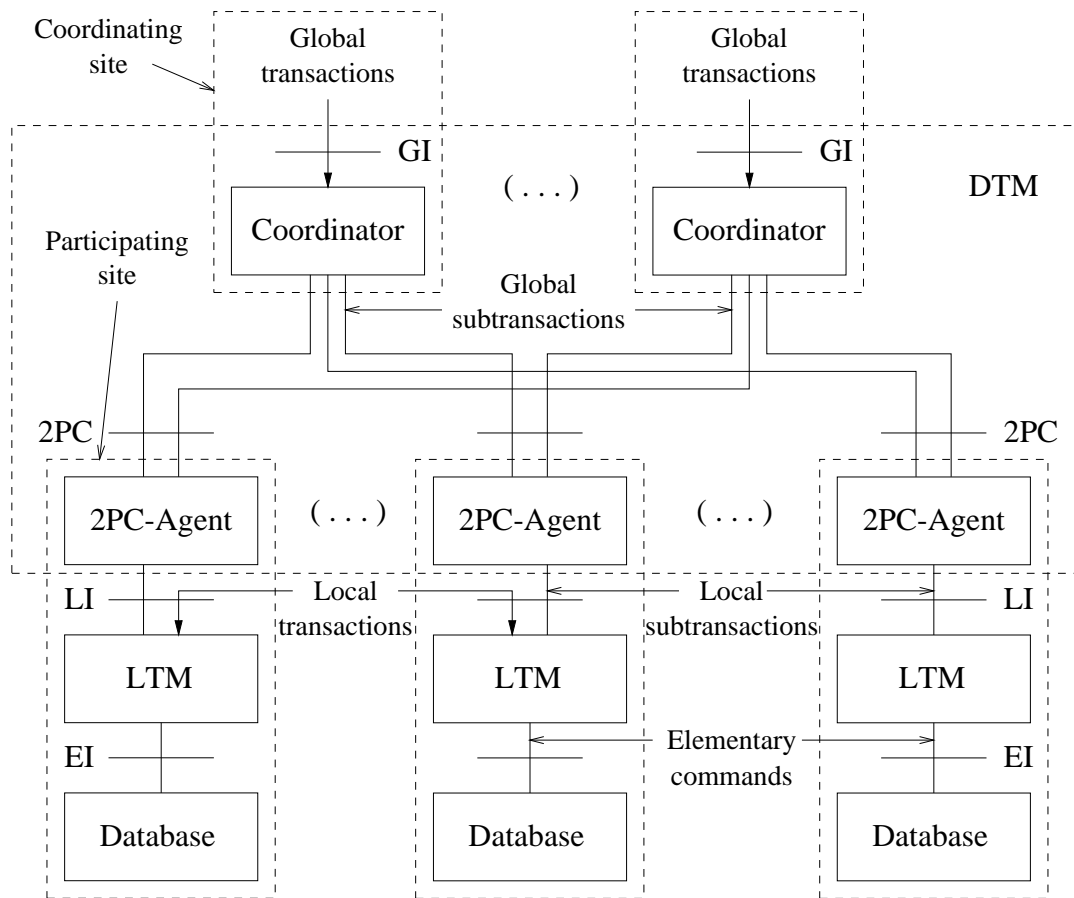 Coordinating
site
Global
transactions
Global
transactions
GI
GI
( . . . )
DTM
Coordinator
Coordinator
Participating
site
Global
subtransactions
2PC
2PC
2PC-Agent
( . . . )
2PC-Agent
( . . . )
2PC-Agent
LI
Local
transactions
Local
subtransactions
LI
LTM
LTM
LTM
EI
Elementary
commands
EI
Database
Database
Database